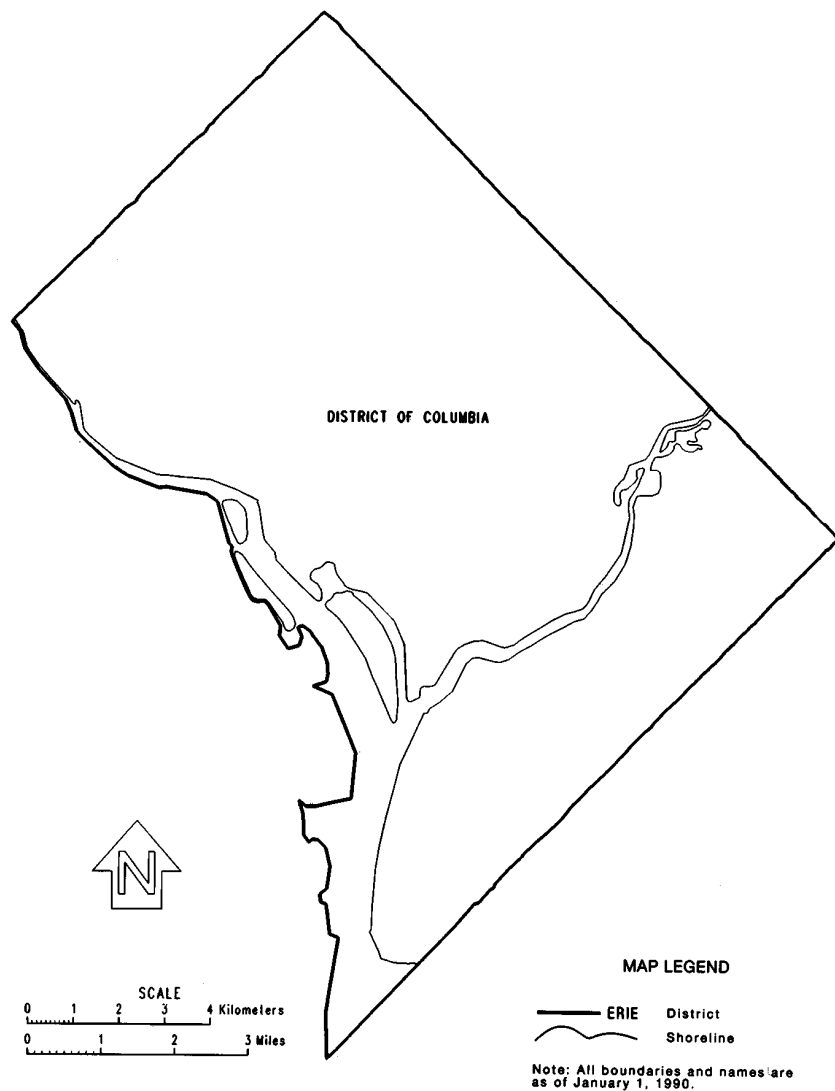 DISTRICT OF COLUMBIA
N
SCALE
0 1 2 3 4 Kilometers
0 1 2 3 Miles
MAP LEGEND
ERIE District
Shoreline
Note: All boundaries and names are
as of January 1, 1990.